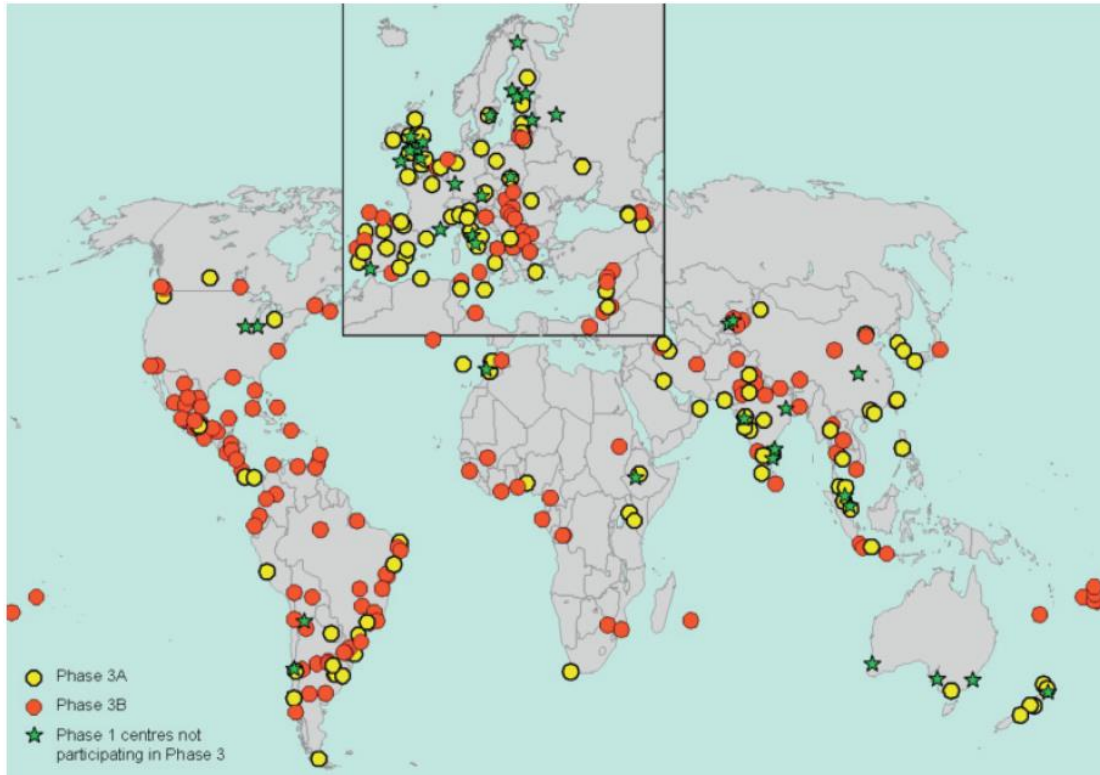 Phase 3A
Phase 3B
Phase 1 centres not
participating in Phase 3